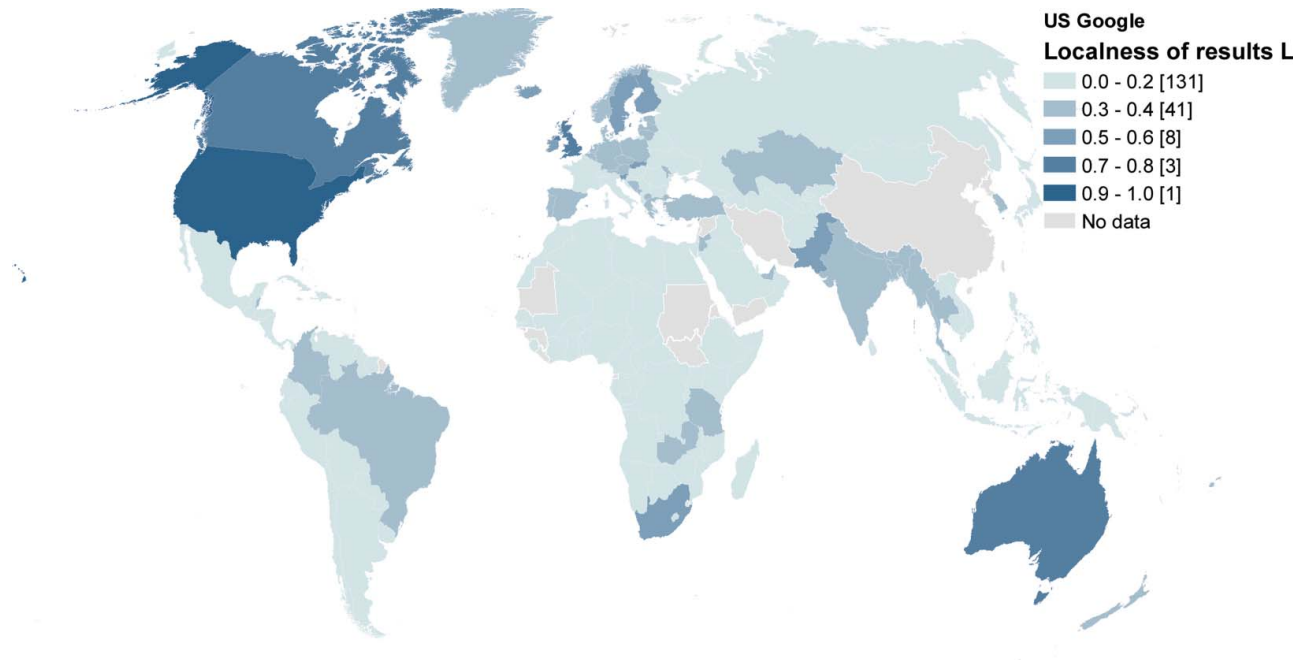 US Google
Localness of results L
0.0 - 0.2 [131]
0.3 - 0.4 [41]
0.5 - 0.6 [8]
0.7 - 0.8 [3]
0.9 - 1.0 [1]
No data